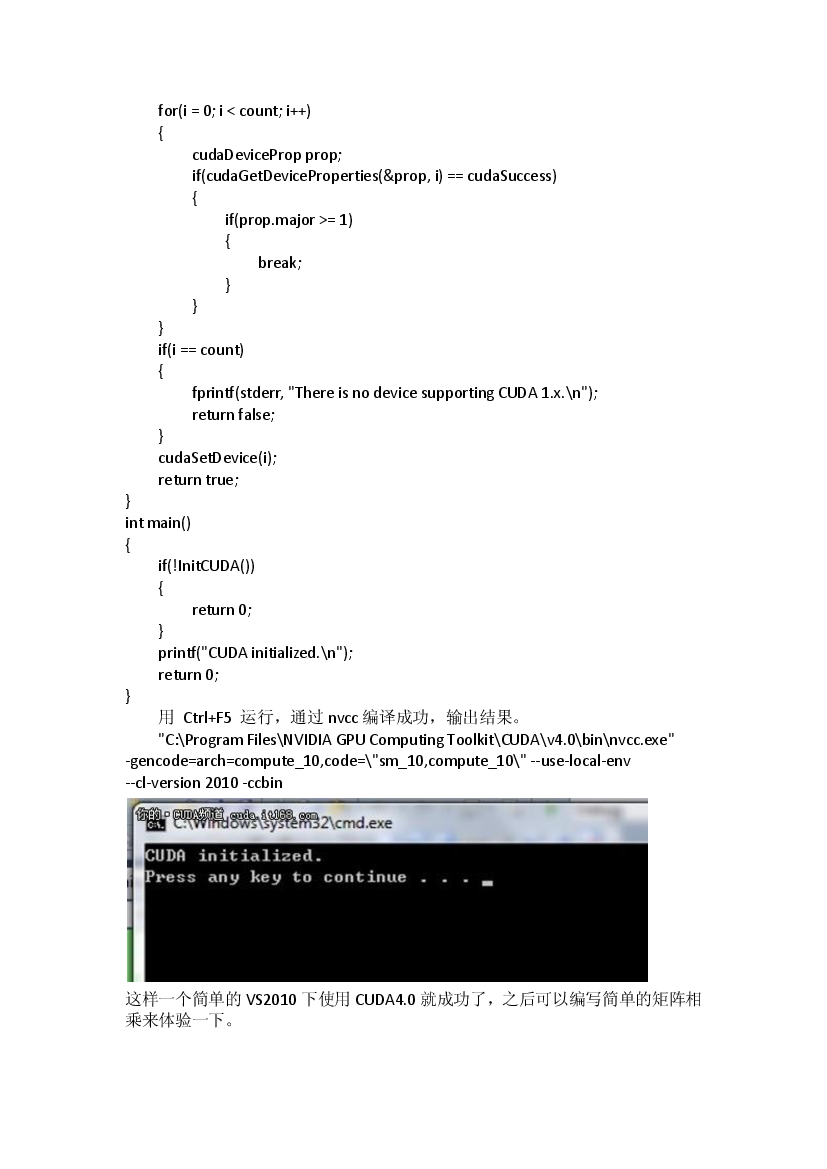 for(i = 0; i < count; i++)
{
cudaDeviceProp prop;
if(cudaGetDeviceProperties(&prop, i) == cudaSuccess)
{
if(prop.major >= 1)
{
break;
}
}
}
if(i == count)
{
fprintf(stderr, "There is no device supporting CUDA 1.x.\n");
return false;
}
cudaSetDevice(i);
return true;
}
int main()
{
if(!InitCUDA())
{
return 0;
}
printf("CUDA initialized.\n");
return 0;
}
用 Ctrl+F5 运行，通过 nvcc 编译成功，输出结果。
"C:\Program Files\NVIDIA GPU Computing Toolkit\CUDA\v4.0\bin\nvcc.exe"
-gencode=arch=compute_10,code=\"sm_10,compute_10\" --use-local-env
--cl-version 2010 -ccbin
你的·CUDA频道 cuda.it168.com
C:\Windows\system32\cmd.exe
CUDA initialized.
Press any key to continue . . .
这样一个简单的 VS2010 下使用 CUDA4.0 就成功了，之后可以编写简单的矩阵相
乘来体验一下。